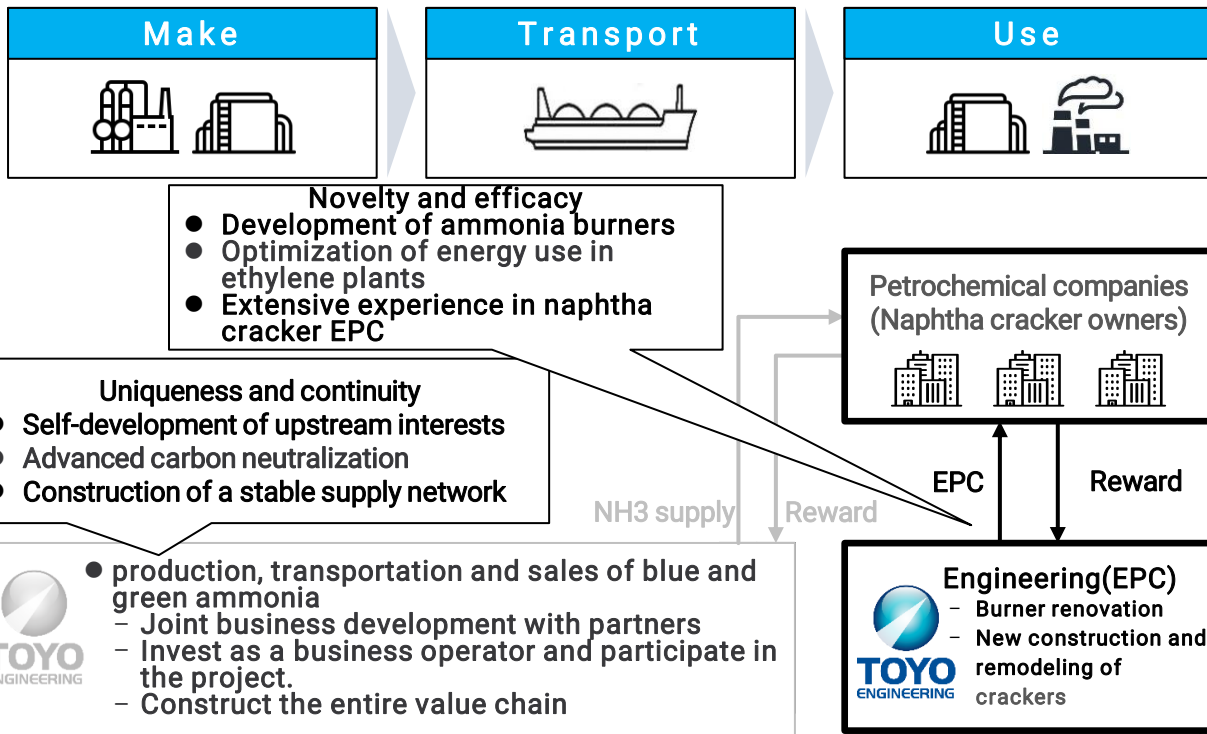 Make
Transport
Use
Novelty and efficacy
● Development of ammonia burners
● Optimization of energy use in
ethylene plants
● Extensive experience in naphtha
cracker EPC
Petrochemical companies
(Naphtha cracker owners)
Uniqueness and continuity
● Self-development of upstream interests
● Advanced carbon neutralization
● Construction of a stable supply network
NH3 supply
Reward
EPC
Reward
● production, transportation and sales of blue and
green ammonia
− Joint business development with partners
− Invest as a business operator and participate in
the project.
− Construct the entire value chain
TOYO
ENGINEERING
Engineering(EPC)
− Burner renovation
− New construction and
remodeling of
crackers
TOYO
ENGINEERING